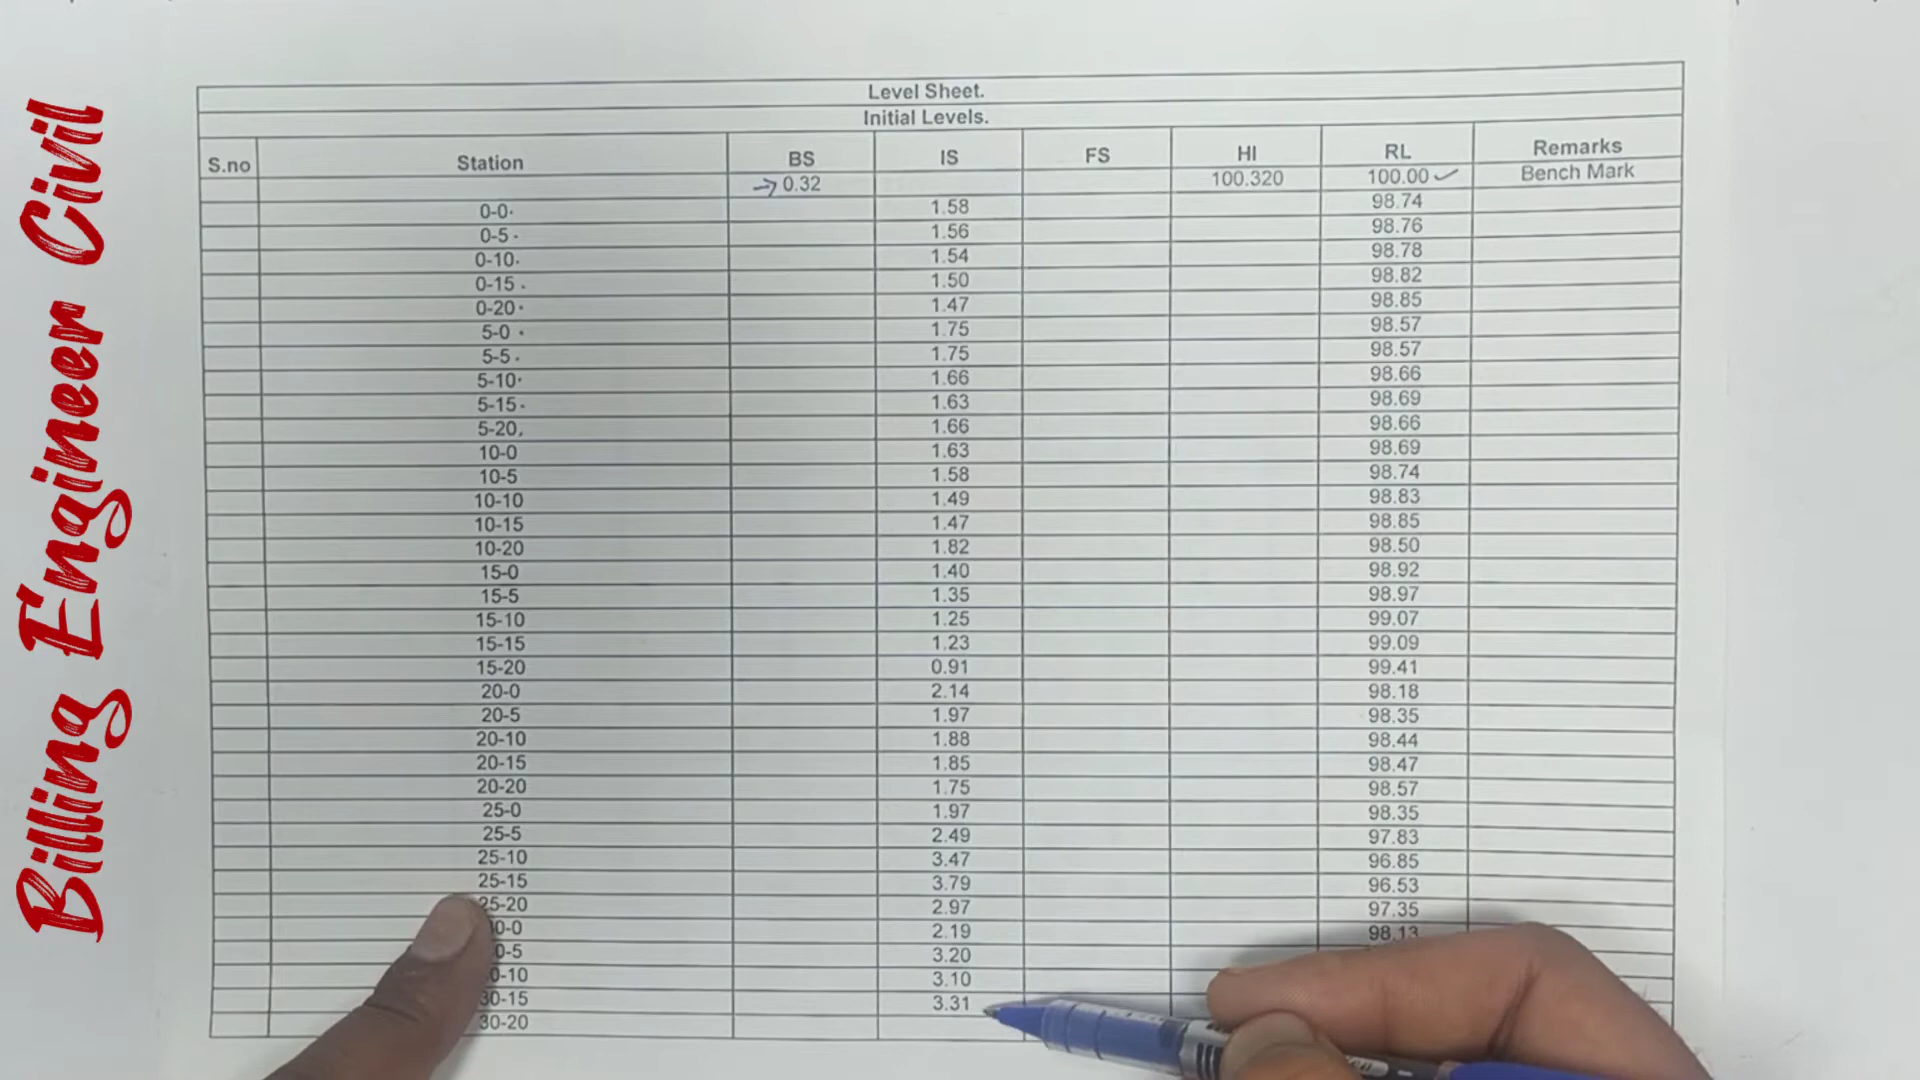 Billing Engineer Civil
Level Sheet.
Initial Levels.
S.no Station BS IS FS HI RL Remarks
→ 0.32 100.320 100.00 ✓ Bench Mark
0-0 1.58 98.74
0-5 1.56 98.76
0-10 1.54 98.78
0-15 1.50 98.82
0-20 1.47 98.85
5-0 1.75 98.57
5-5 1.75 98.57
5-10 1.66 98.66
5-15 1.63 98.69
5-20 1.66 98.66
10-0 1.63 98.69
10-5 1.58 98.74
10-10 1.49 98.83
10-15 1.47 98.85
10-20 1.82 98.50
15-0 1.40 98.92
15-5 1.35 98.97
15-10 1.25 99.07
15-15 1.23 99.09
15-20 0.91 99.41
20-0 2.14 98.18
20-5 1.97 98.35
20-10 1.88 98.44
20-15 1.85 98.47
20-20 1.75 98.57
25-0 1.97 98.35
25-5 2.49 97.83
25-10 3.47 96.85
25-15 3.79 96.53
25-20 2.97 97.35
0-0 2.19 98.13
0-5 3.20
0-10 3.10
30-15 3.31
30-20